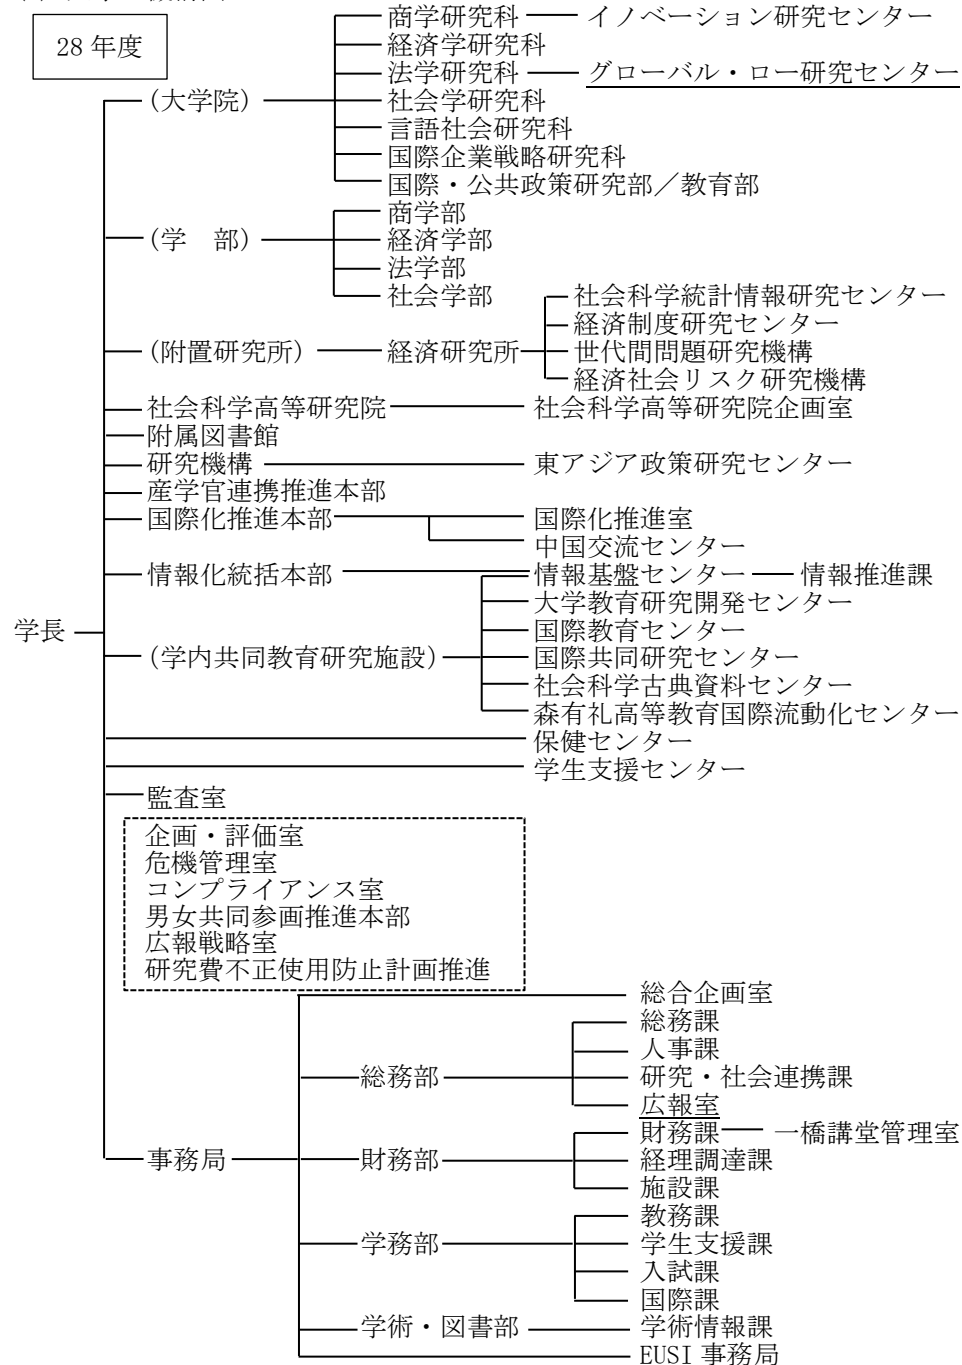 28 年度
商学研究科 イノベーション研究センター
経済学研究科
法学研究科 グローバル・ロー研究センター
(大学院) 社会学研究科
言語社会研究科
国際企業戦略研究科
国際・公共政策研究部／教育部
商学部
(学　部) 経済学部
法学部
社会学部 社会科学統計情報研究センター
経済制度研究センター
(附置研究所) 経済研究所 世代間問題研究機構
経済社会リスク研究機構
社会科学高等研究院 社会科学高等研究院企画室
附属図書館
研究機構 東アジア政策研究センター
産学官連携推進本部
国際化推進本部 国際化推進室
中国交流センター
情報化統括本部 情報基盤センター 情報推進課
大学教育研究開発センター
学長 国際教育センター
(学内共同教育研究施設) 国際共同研究センター
社会科学古典資料センター
森有礼高等教育国際流動化センター
保健センター
学生支援センター
監査室
企画・評価室
危機管理室
コンプライアンス室
男女共同参画推進本部
広報戦略室
研究費不正使用防止計画推進
総合企画室
総務課
人事課
総務部 研究・社会連携課
広報室
財務課 一橋講堂管理室
事務局 財務部 経理調達課
施設課
教務課
学務部 学生支援課
入試課
国際課
学術・図書部 学術情報課
EUSI 事務局